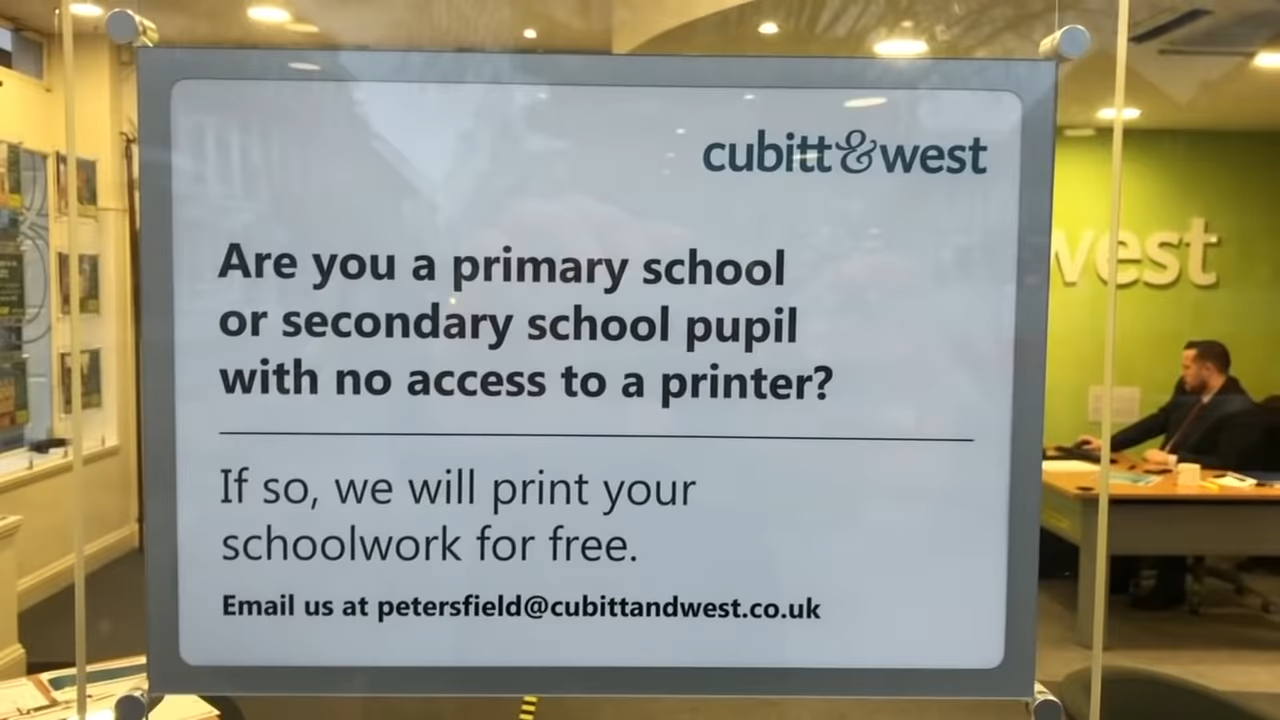 cubitt&west
Are you a primary school
or secondary school pupil
with no access to a printer?
If so, we will print your
schoolwork for free.
Email us at petersfield@cubittandwest.co.uk
west